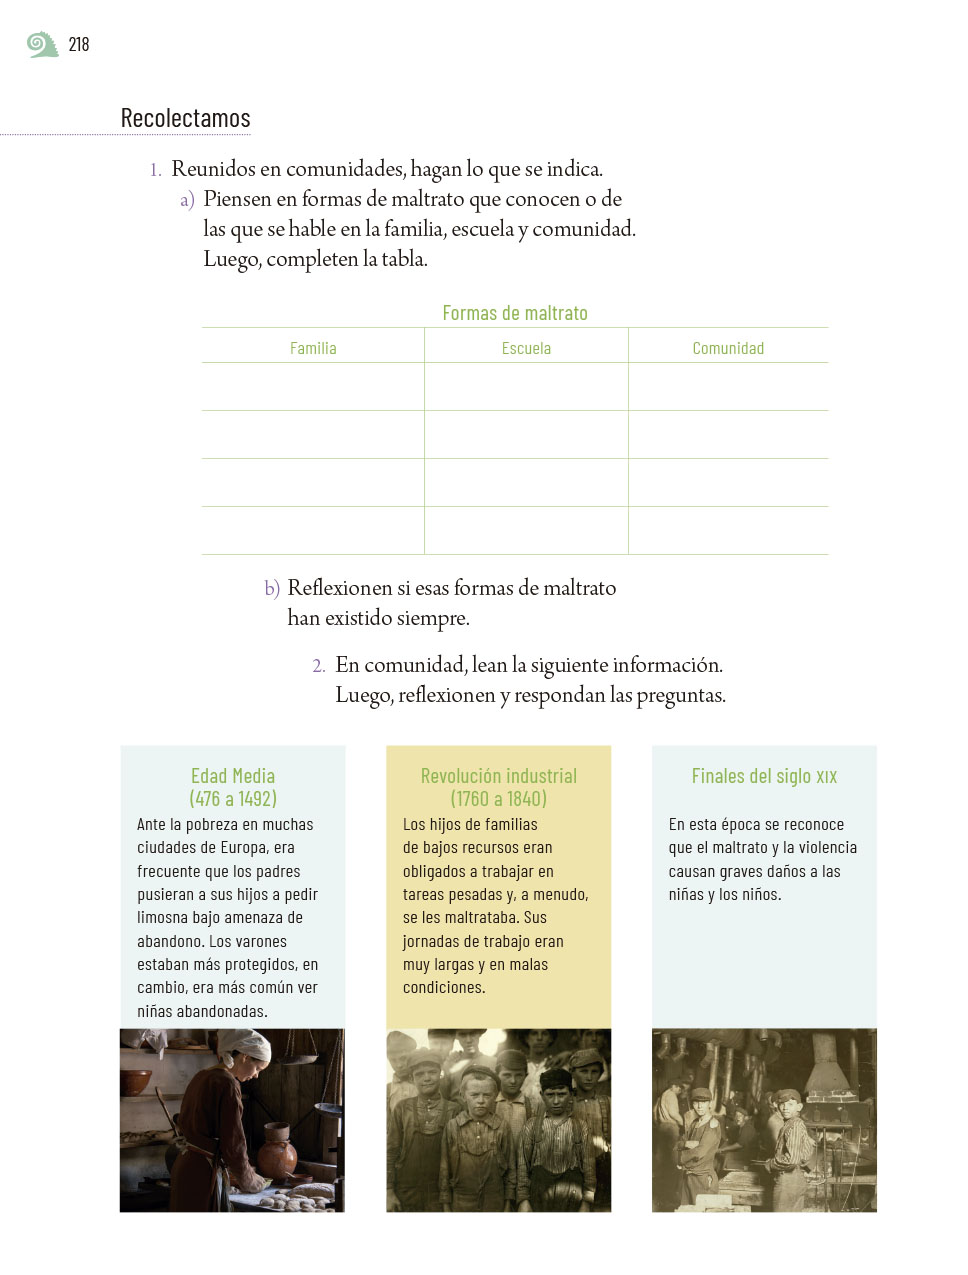 218
Recolectamos
1. Reunidos en comunidades, hagan lo que se indica.
a) Piensen en formas de maltrato que conocen o de
las que se hable en la familia, escuela y comunidad.
Luego, completen la tabla.
Formas de maltrato
Familia Escuela Comunidad
b) Reflexionen si esas formas de maltrato
han existido siempre.
2. En comunidad, lean la siguiente información.
Luego, reflexionen y respondan las preguntas.
Edad Media
(476 a 1492)
Ante la pobreza en muchas
ciudades de Europa, era
frecuente que los padres
pusieran a sus hijos a pedir
limosna bajo amenaza de
abandono. Los varones
estaban más protegidos, en
cambio, era más común ver
niñas abandonadas.
Revolución industrial
(1760 a 1840)
Los hijos de familias
de bajos recursos eran
obligados a trabajar en
tareas pesadas y, a menudo,
se les maltrataba. Sus
jornadas de trabajo eran
muy largas y en malas
condiciones.
Finales del siglo XIX
En esta época se reconoce
que el maltrato y la violencia
causan graves daños a las
niñas y los niños.